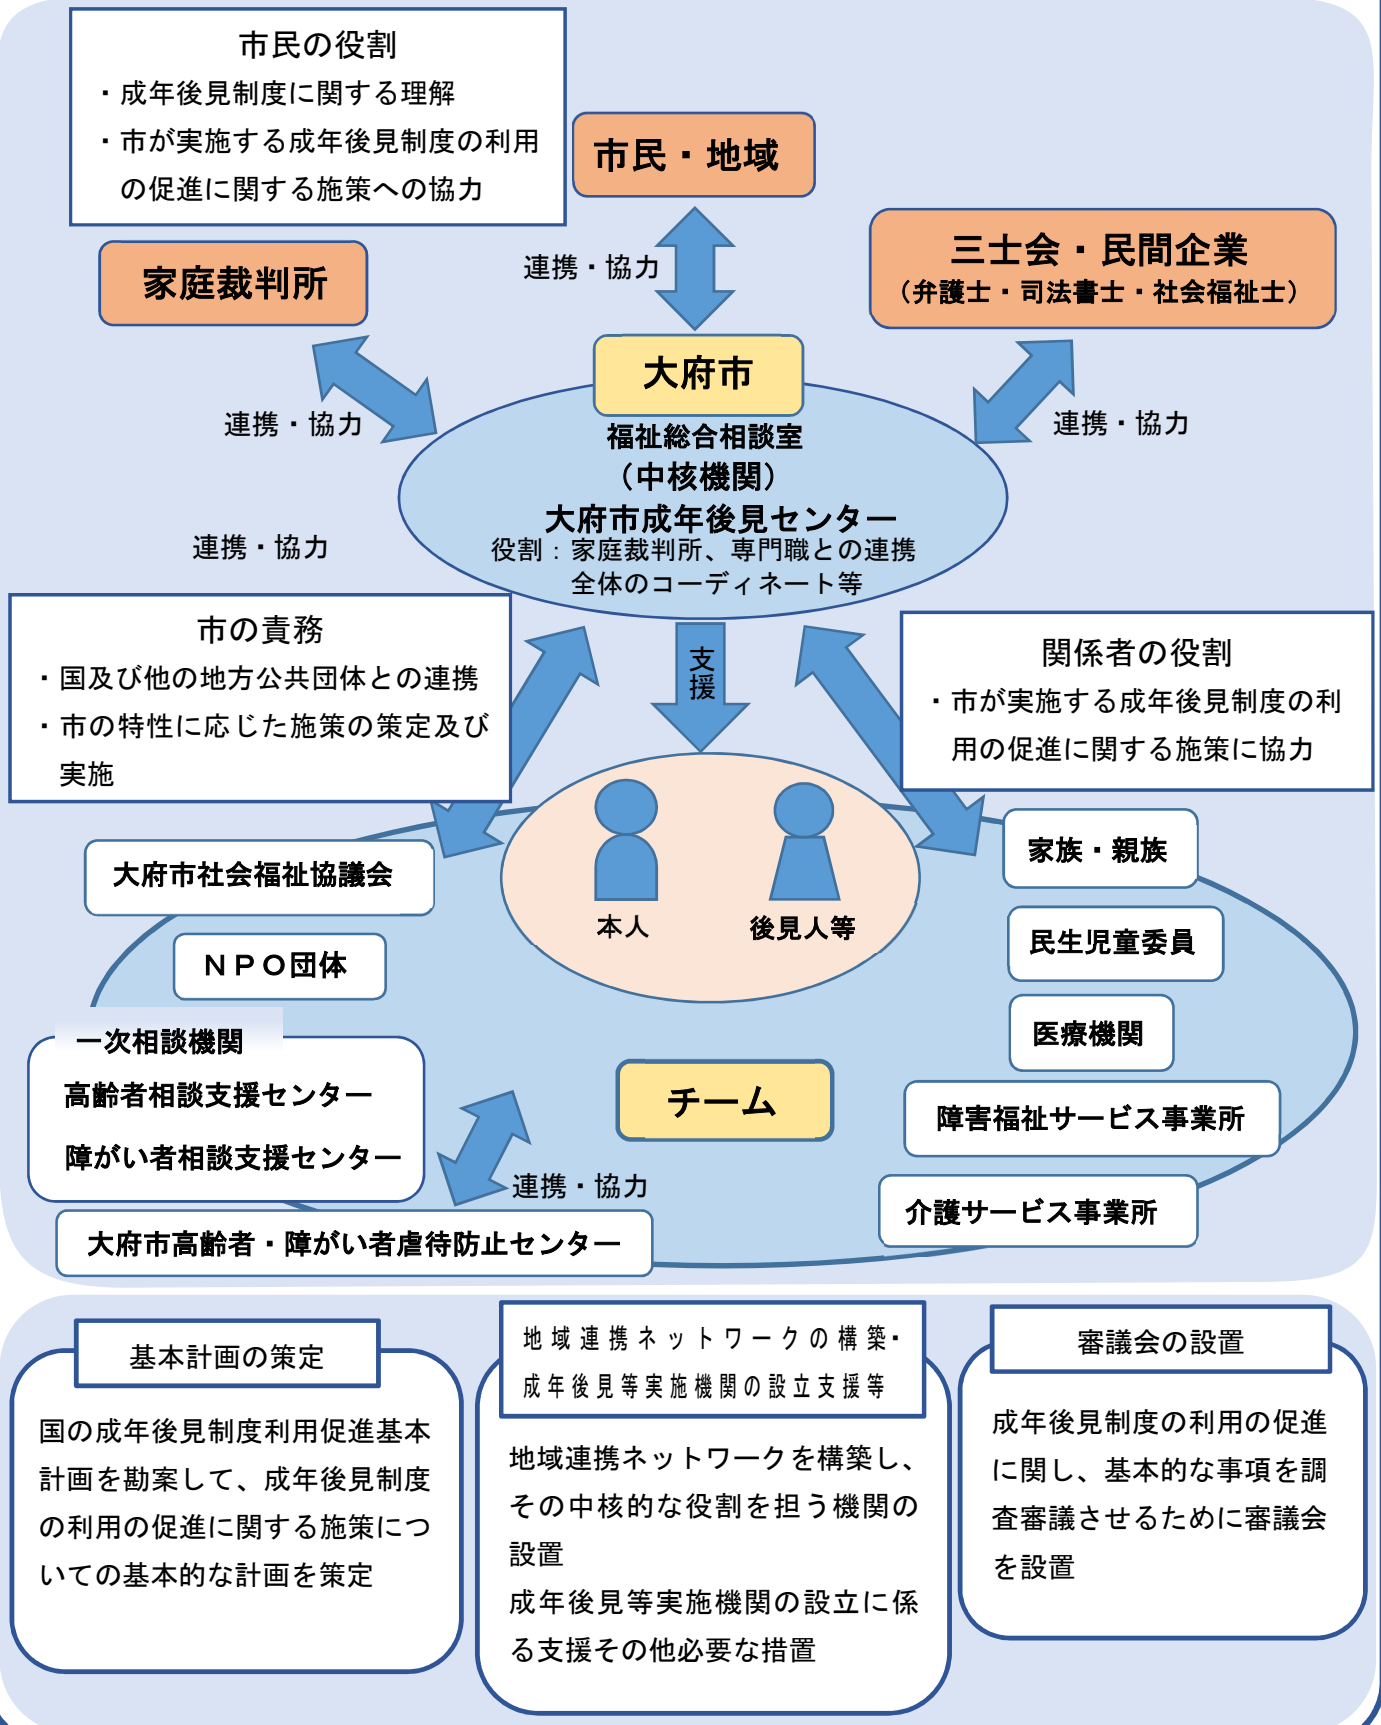 市民の役割
・成年後見制度に関する理解
・市が実施する成年後見制度の利用
の促進に関する施策への協力
市民・地域
三士会・民間企業
（弁護士・司法書士・社会福祉士）
家庭裁判所
連携・協力
大府市
連携・協力
連携・協力
福祉総合相談室
（中核機関）
大府市成年後見センター
役割：家庭裁判所、専門職との連携
全体のコーディネート等
連携・協力
市の責務
・国及び他の地方公共団体との連携
・市の特性に応じた施策の策定及び
実施
支援
関係者の役割
・市が実施する成年後見制度の利
用の促進に関する施策に協力
本人
後見人等
大府市社会福祉協議会
ＮＰＯ団体
一次相談機関
高齢者相談支援センター
障がい者相談支援センター
連携・協力
大府市高齢者・障がい者虐待防止センター
チーム
家族・親族
民生児童委員
医療機関
障害福祉サービス事業所
介護サービス事業所
基本計画の策定
国の成年後見制度利用促進基本
計画を勘案して、成年後見制度
の利用の促進に関する施策につ
いての基本的な計画を策定
地域連携ネットワークの構築・
成年後見等実施機関の設立支援等
地域連携ネットワークを構築し、
その中核的な役割を担う機関の
設置
成年後見等実施機関の設立に係
る支援その他必要な措置
審議会の設置
成年後見制度の利用の促進
に関し、基本的な事項を調
査審議させるために審議会
を設置